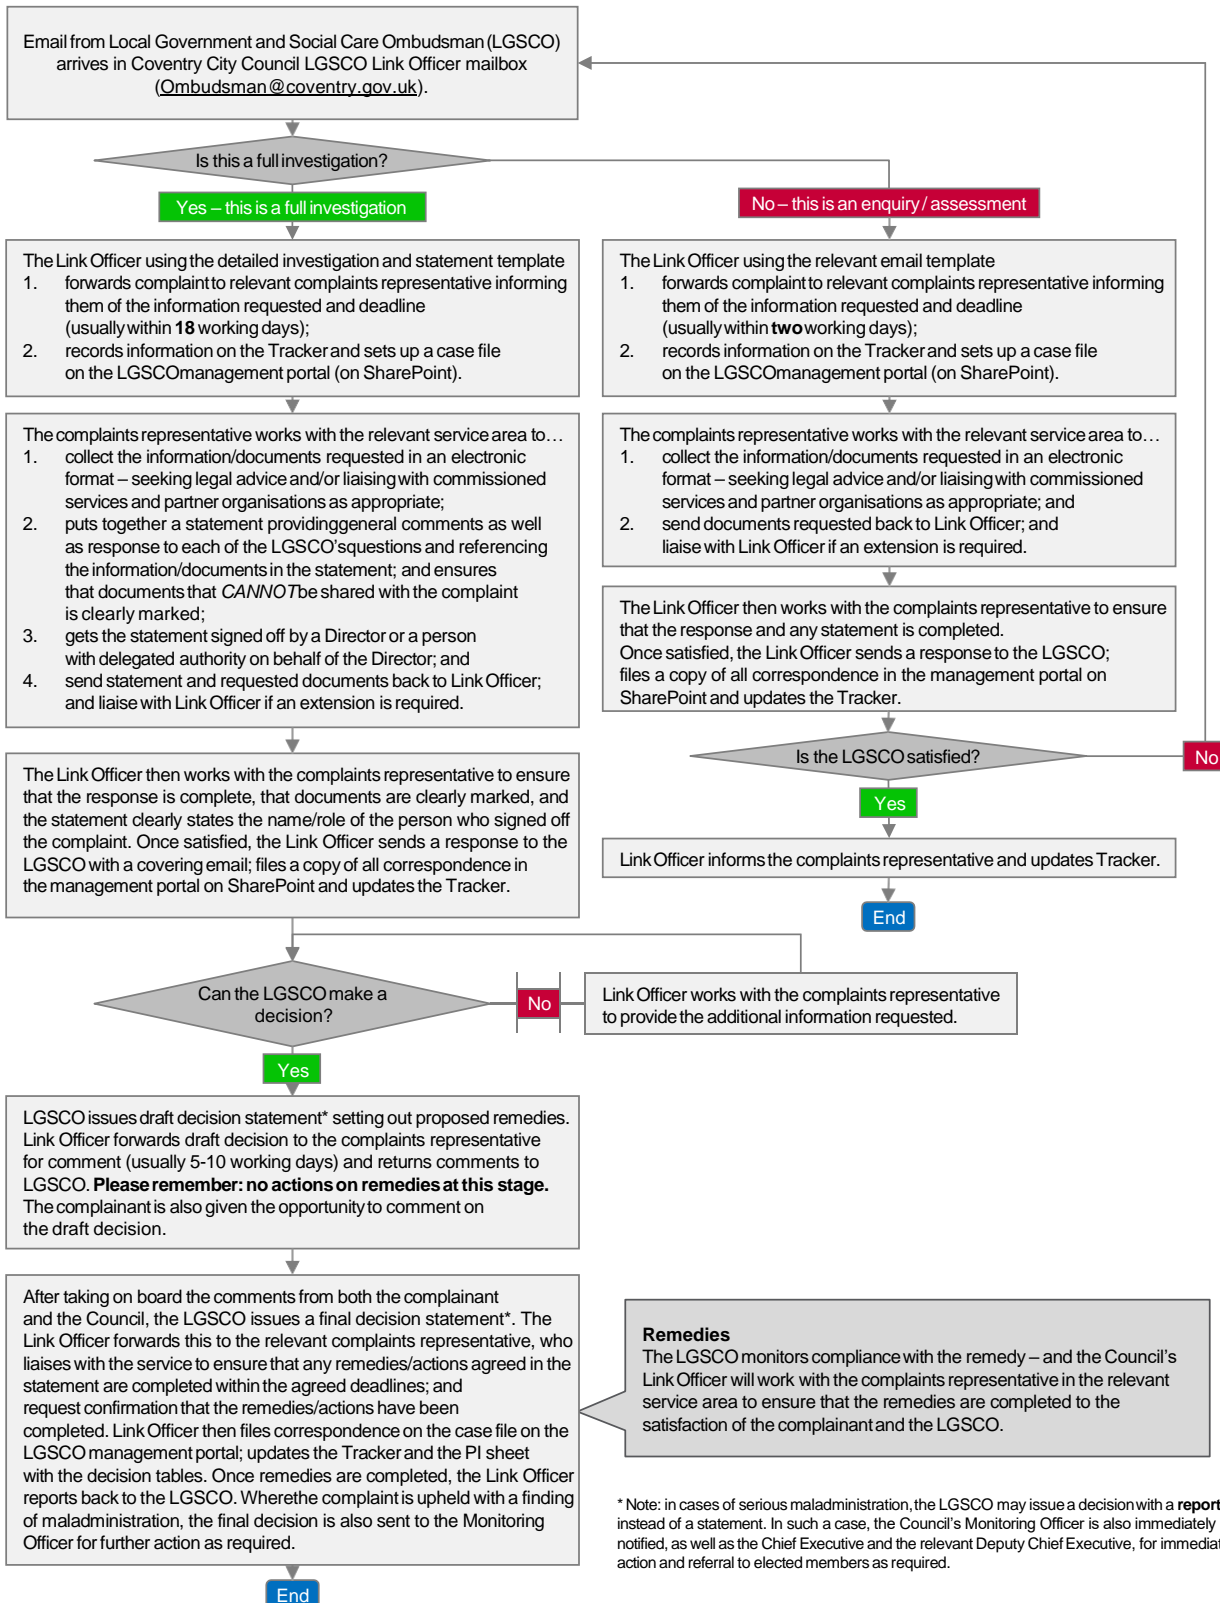 Email from Local Government and Social Care Ombudsman (LGSCO)
arrives in Coventry City Council LGSCO Link Officer mailbox
(Ombudsman@coventry.gov.uk).
Is this a full investigation?
Yes – this is a full investigation
No – this is an enquiry / assessment
The Link Officer using the detailed investigation and statement template
1. forwards complaint to relevant complaints representative informing
them of the information requested and deadline
(usually within 18 working days);
2. records information on the Tracker and sets up a case file
on the LGSCO management portal (on SharePoint).
The Link Officer using the relevant email template
1. forwards complaint to relevant complaints representative informing
them of the information requested and deadline
(usually within two working days);
2. records information on the Tracker and sets up a case file
on the LGSCO management portal (on SharePoint).
The complaints representative works with the relevant service area to…
1. collect the information/documents requested in an electronic
format – seeking legal advice and/or liaising with commissioned
services and partner organisations as appropriate;
2. puts together a statement providing general comments as well
as response to each of the LGSCO's questions and referencing
the information/documents in the statement; and ensures
that documents that CANNOT be shared with the complaint
is clearly marked;
3. gets the statement signed off by a Director or a person
with delegated authority on behalf of the Director; and
4. send statement and requested documents back to Link Officer;
and liaise with Link Officer if an extension is required.
The complaints representative works with the relevant service area to…
1. collect the information/documents requested in an electronic
format – seeking legal advice and/or liaising with commissioned
services and partner organisations as appropriate; and
2. send documents requested back to Link Officer; and
liaise with Link Officer if an extension is required.
The Link Officer then works with the complaints representative to ensure
that the response and any statement is completed.
Once satisfied, the Link Officer sends a response to the LGSCO;
files a copy of all correspondence in the management portal on
SharePoint and updates the Tracker.
Is the LGSCO satisfied?
No
Yes
Link Officer informs the complaints representative and updates Tracker.
End
The Link Officer then works with the complaints representative to ensure
that the response is complete, that documents are clearly marked, and
the statement clearly states the name/role of the person who signed off
the complaint. Once satisfied, the Link Officer sends a response to the
LGSCO with a covering email; files a copy of all correspondence in
the management portal on SharePoint and updates the Tracker.
Can the LGSCO make a
decision?
No
Link Officer works with the complaints representative
to provide the additional information requested.
Yes
LGSCO issues draft decision statement* setting out proposed remedies.
Link Officer forwards draft decision to the complaints representative
for comment (usually 5-10 working days) and returns comments to
LGSCO. Please remember: no actions on remedies at this stage.
The complainant is also given the opportunity to comment on
the draft decision.
After taking on board the comments from both the complainant
and the Council, the LGSCO issues a final decision statement*. The
Link Officer forwards this to the relevant complaints representative, who
liaises with the service to ensure that any remedies/actions agreed in the
statement are completed within the agreed deadlines; and
request confirmation that the remedies/actions have been
completed. Link Officer then files correspondence on the case file on the
LGSCO management portal; updates the Tracker and the PI sheet
with the decision tables. Once remedies are completed, the Link Officer
reports back to the LGSCO. Where the complaint is upheld with a finding
of maladministration, the final decision is also sent to the Monitoring
Officer for further action as required.
End
Remedies
The LGSCO monitors compliance with the remedy – and the Council's
Link Officer will work with the complaints representative in the relevant
service area to ensure that the remedies are completed to the
satisfaction of the complainant and the LGSCO.
* Note: in cases of serious maladministration, the LGSCO may issue a decision with a report
instead of a statement. In such a case, the Council's Monitoring Officer is also immediately
notified, as well as the Chief Executive and the relevant Deputy Chief Executive, for immediat
action and referral to elected members as required.